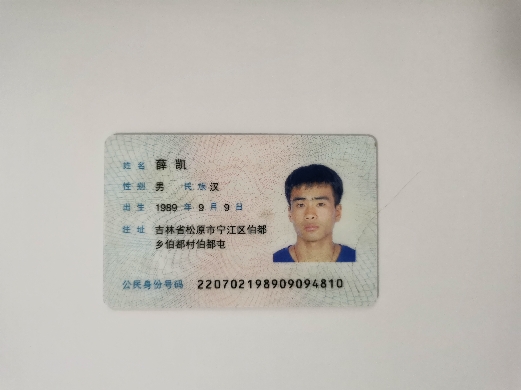 姓名 薛凯
性别 男 民族 汉
出生 1989 年 9 月 9 日
住址 吉林省松原市宁江区伯都
乡伯都村伯都屯
公民身份号码 220702198909094810